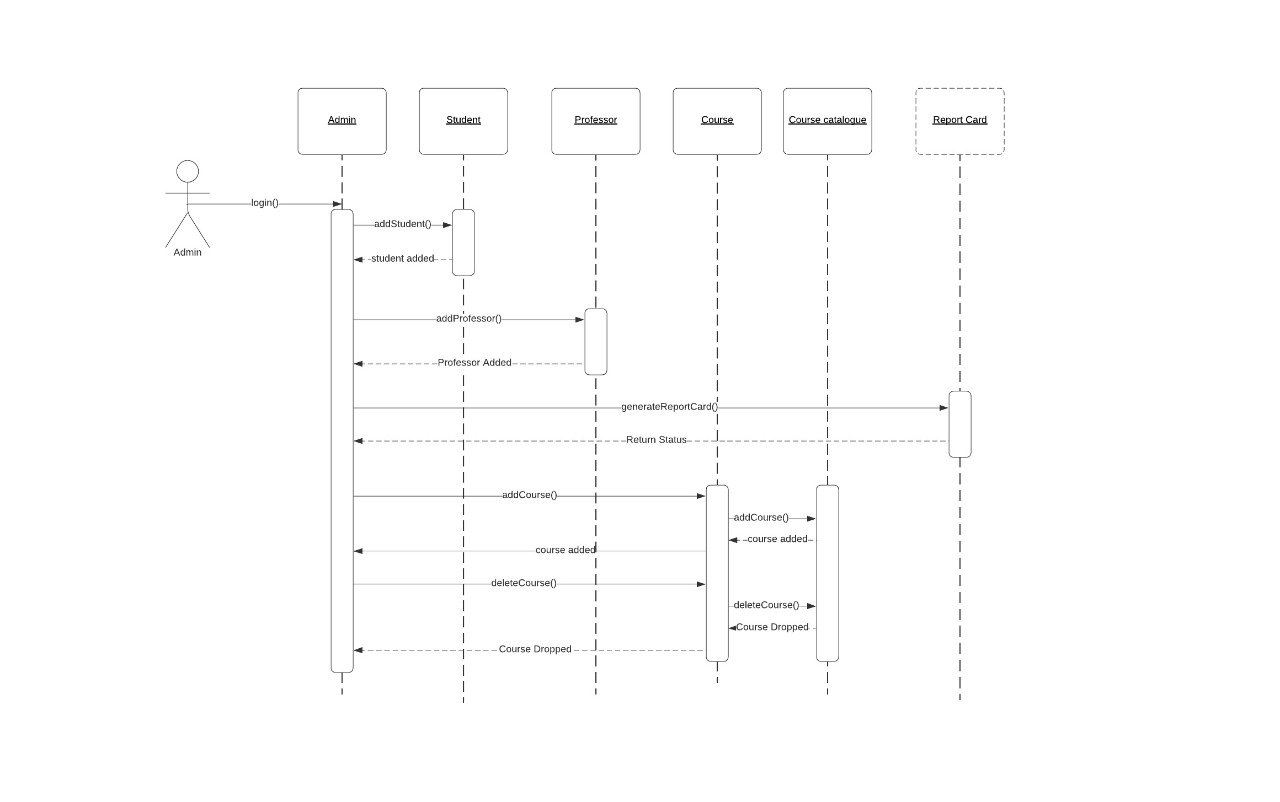 Admin
Student
Professor
Course
Course catalogue
Report Card
login()
addStudent()
Admin
student added
addProfessor()
Professor Added
generateReportCard()
Return Status
addCourse()
addCourse()
course added
course added
deleteCourse()
deleteCourse()
Course Dropped
Course Dropped